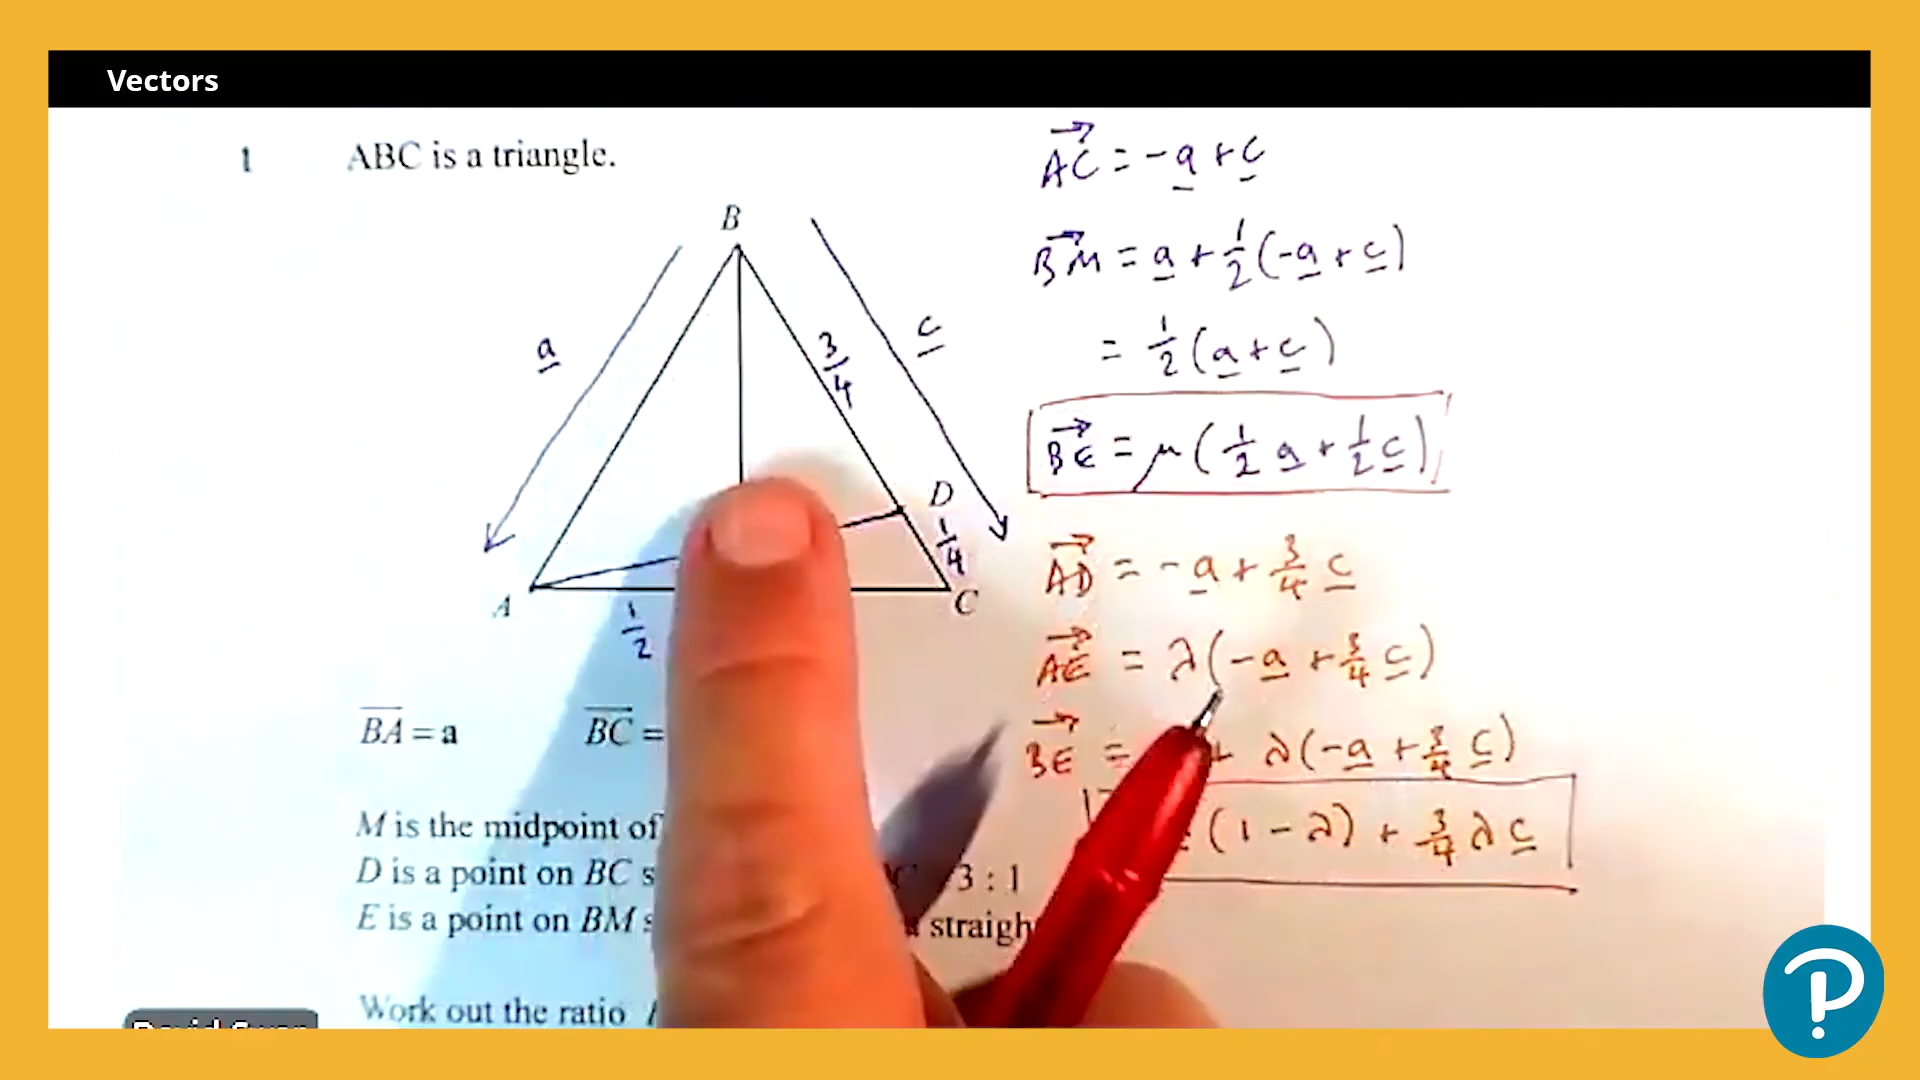 Vectors
1 ABC is a triangle.
B
a
c
3/4
D
1/4
A
C
1/2
BA = a BC =
M is the midpoint of
D is a point on BC s 3 : 1
E is a point on BM s straigh
Work out the ratio
AC = -a + c
BM = a + 1/2(-a + c)
= 1/2(a + c)
BE = μ(1/2 a + 1/2 c)
AD = -a + 3/4 c
AE = λ(-a + 3/4 c)
BE = + λ(-a + 3/4 c)
(1 - λ) + 3/4 λ c